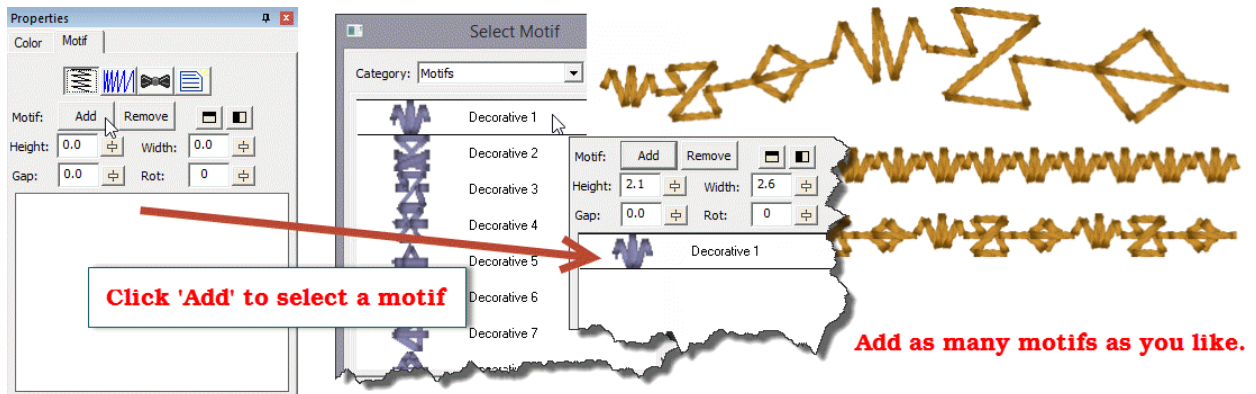 Properties
Color Motif
Motif: Add Remove
Height: 0.0 Width: 0.0
Gap: 0.0 Rot: 0
Select Motif
Category: Motifs
Decorative 1
Decorative 2
Decorative 3
Decorative 4
Decorative 5
Decorative 6
Decorative 7
Motif: Add Remove
Height: 2.1 Width: 2.6
Gap: 0.0 Rot: 0
Decorative 1
Click 'Add' to select a motif
Add as many motifs as you like.